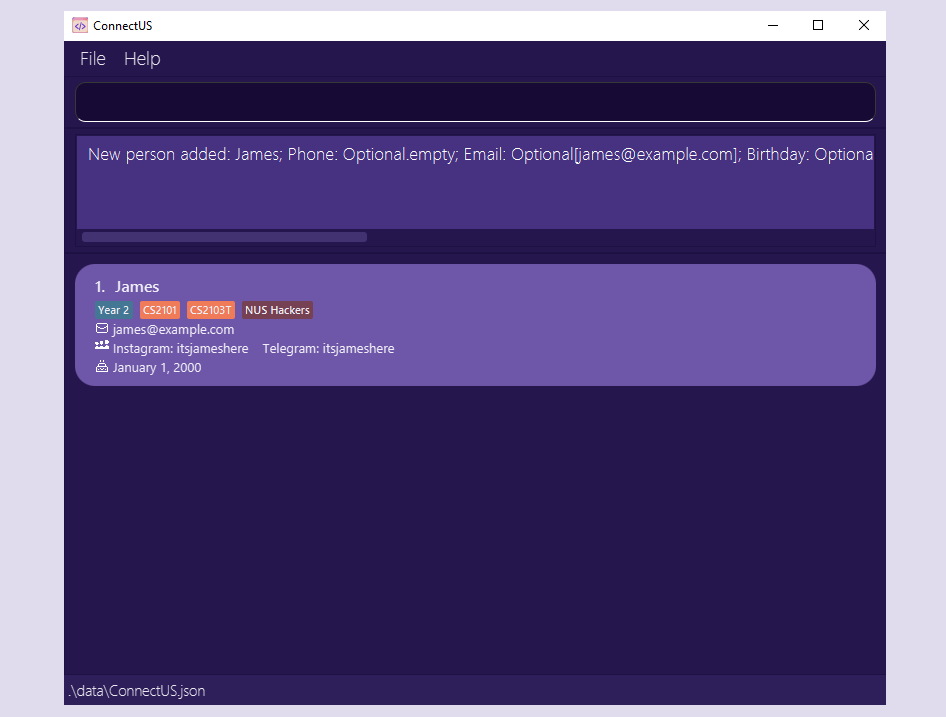 ConnectUS
File Help
New person added: James; Phone: Optional.empty; Email: Optional[james@example.com]; Birthday: Optiona
1. James
Year 2 CS2101 CS2103T NUS Hackers
james@example.com
Instagram: itsjameshere Telegram: itsjameshere
January 1, 2000
.\data\ConnectUS.json